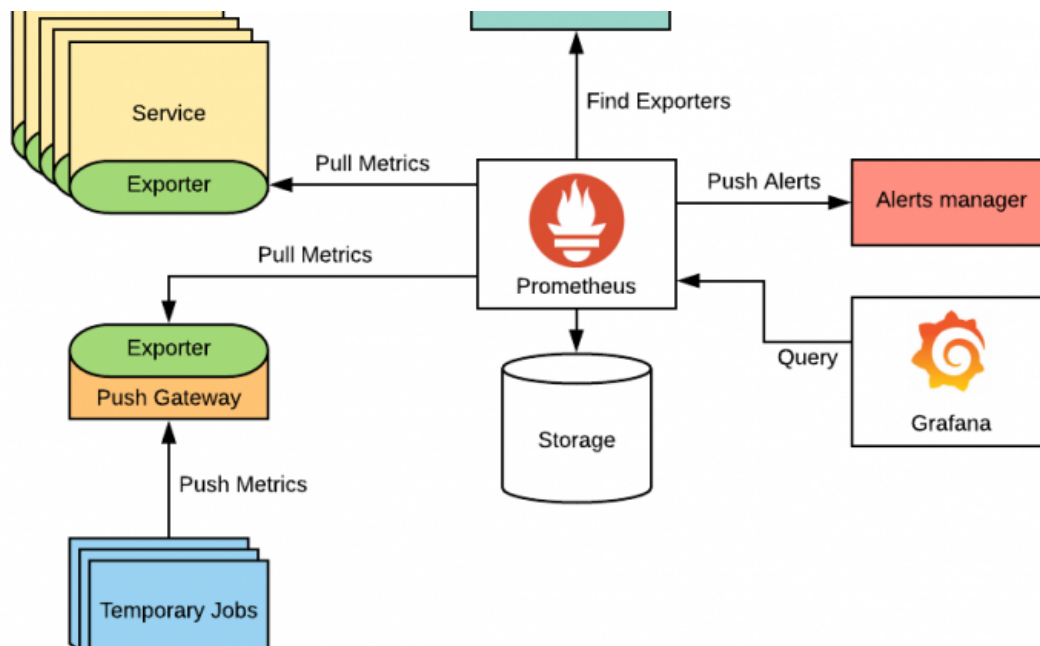 Service
Exporter
Pull Metrics
Find Exporters
Push Alerts
Alerts manager
Prometheus
Pull Metrics
Exporter
Push Gateway
Query
Grafana
Storage
Push Metrics
Temporary Jobs